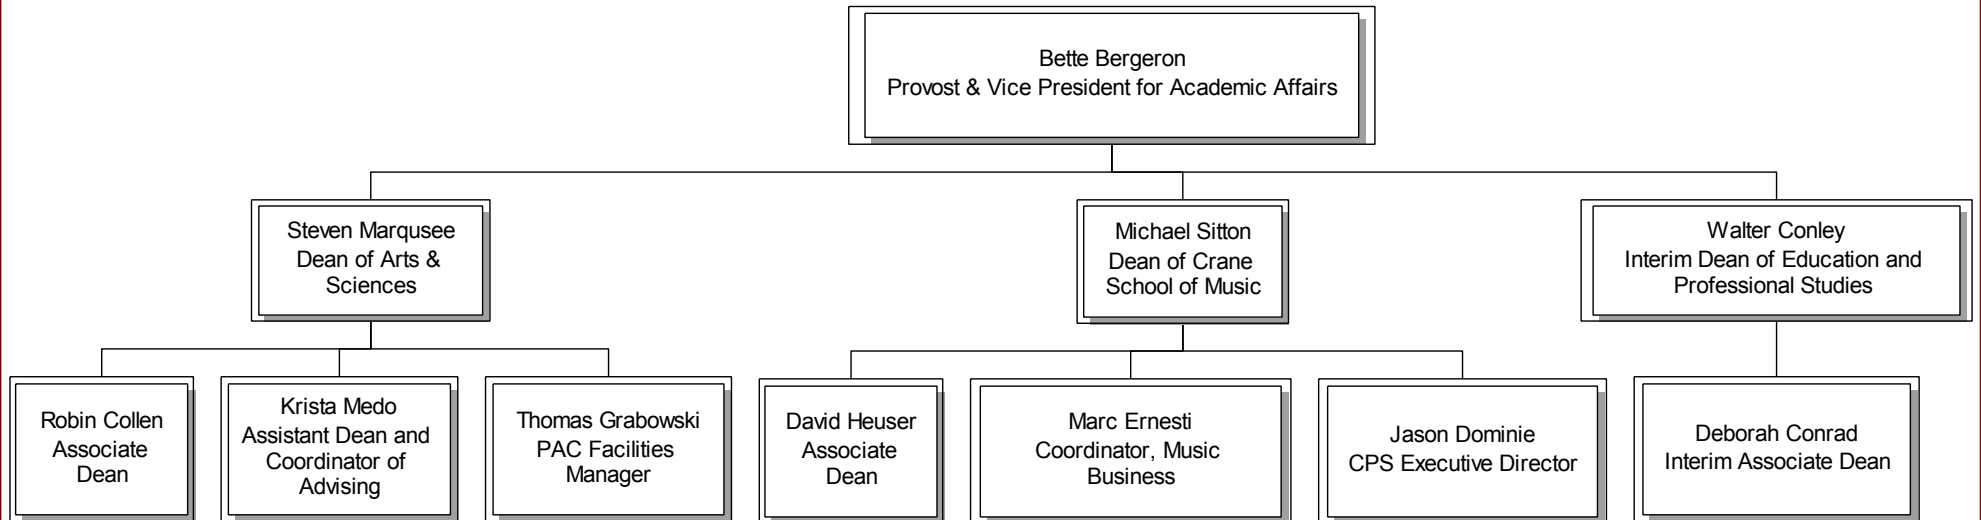 Bette Bergeron
Provost & Vice President for Academic Affairs
Steven Marqusee
Dean of Arts &
Sciences
Michael Sitton
Dean of Crane
School of Music
Walter Conley
Interim Dean of Education and
Professional Studies
Robin Collen
Associate
Dean
Krista Medo
Assistant Dean and
Coordinator of
Advising
Thomas Grabowski
PAC Facilities
Manager
David Heuser
Associate
Dean
Marc Ernesti
Coordinator, Music
Business
Jason Dominie
CPS Executive Director
Deborah Conrad
Interim Associate Dean